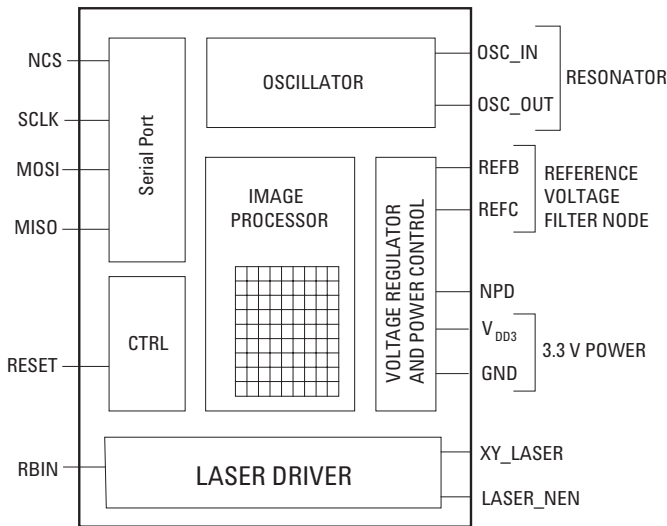 NCS
SCLK
MOSI
MISO
RESET
RBIN
Serial Port
CTRL
OSCILLATOR
IMAGE
PROCESSOR
VOLTAGE REGULATOR
AND POWER CONTROL
LASER DRIVER
OSC_IN
OSC_OUT
RESONATOR
REFB
REFC
REFERENCE
VOLTAGE
FILTER NODE
NPD
VDD3
GND
3.3 V POWER
XY_LASER
LASER_NEN